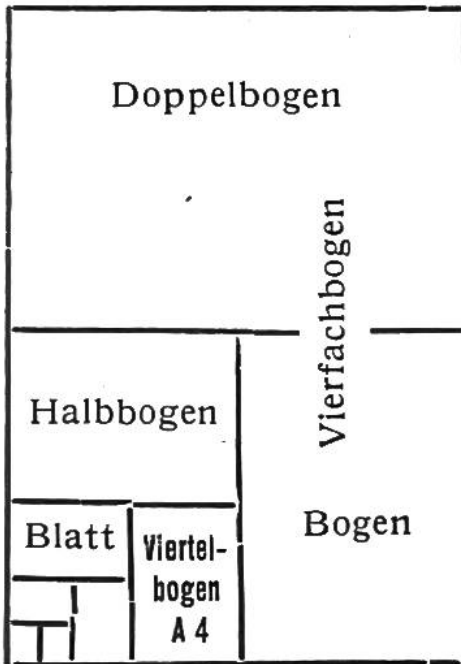 Doppelbogen
Vierfachbogen
Halbbogen
Bogen
Blatt
Viertel-
bogen
A 4